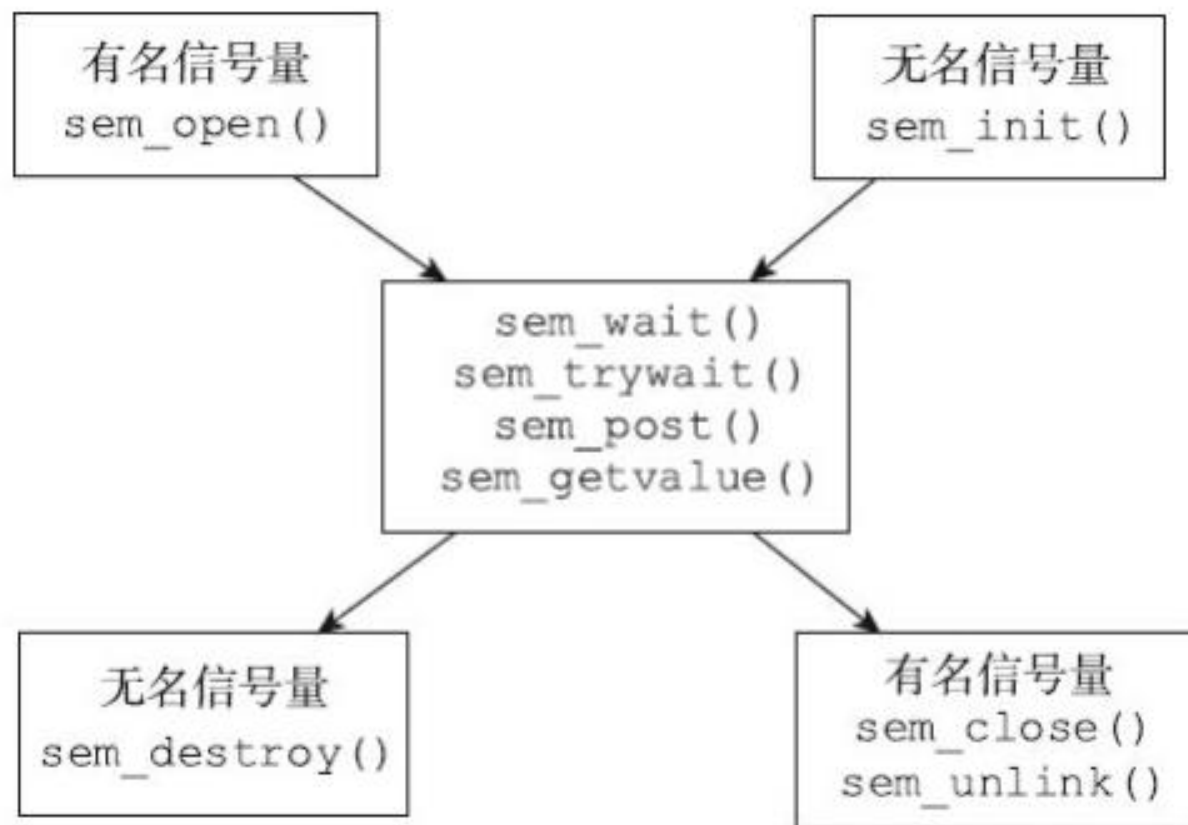 有名信号量
sem_open()
无名信号量
sem_init()
sem_wait()
sem_trywait()
sem_post()
sem_getvalue()
无名信号量
sem_destroy()
有名信号量
sem_close()
sem_unlink()